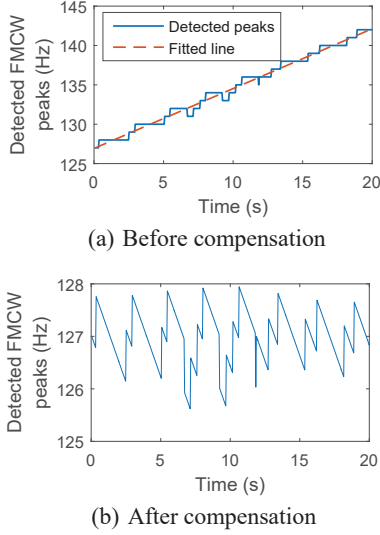 145
140
135
130
125
Detected FMCW
peaks (Hz)
Detected peaks
Fitted line
0 5 10 15 20
Time (s)
(a) Before compensation
128
127
126
125
Detected FMCW
peaks (Hz)
0 5 10 15 20
Time (s)
(b) After compensation